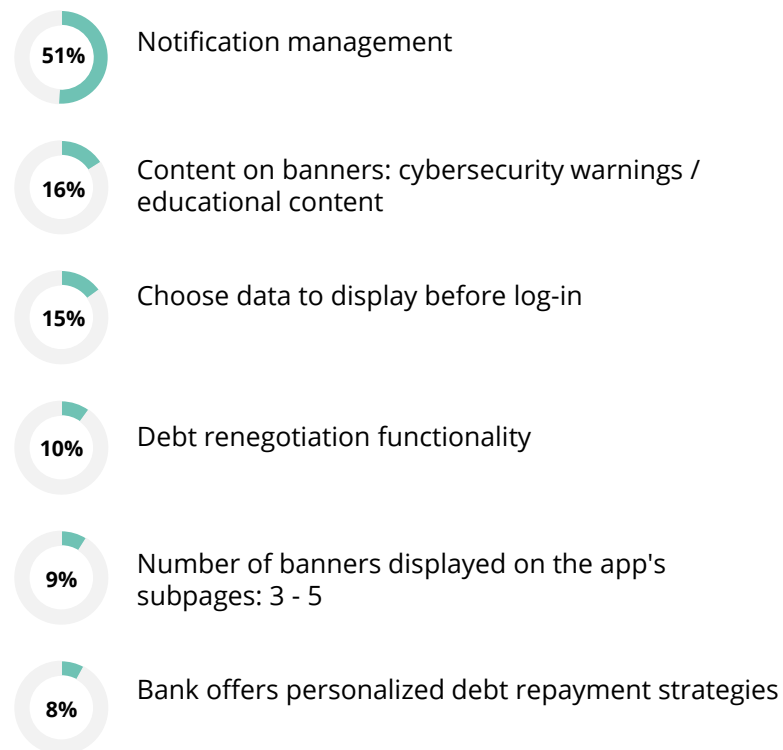 51%
Notification management
16%
Content on banners: cybersecurity warnings /
educational content
15%
Choose data to display before log-in
10%
Debt renegotiation functionality
9%
Number of banners displayed on the app's
subpages: 3 - 5
8%
Bank offers personalized debt repayment strategies